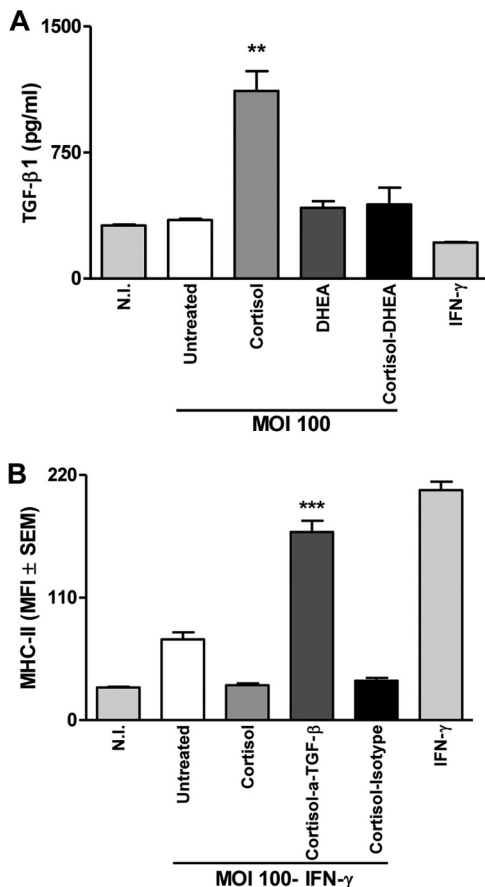 A
1500
750
0
TGF-β1 (pg/ml)
**
N.I.
Untreated
Cortisol
DHEA
Cortisol-DHEA
IFN-γ
MOI 100
B
220
110
0
MHC-II (MFI ± SEM)
***
N.I.
Untreated
Cortisol
Cortisol-a-TGF-β
Cortisol-Isotype
IFN-γ
MOI 100- IFN-γ